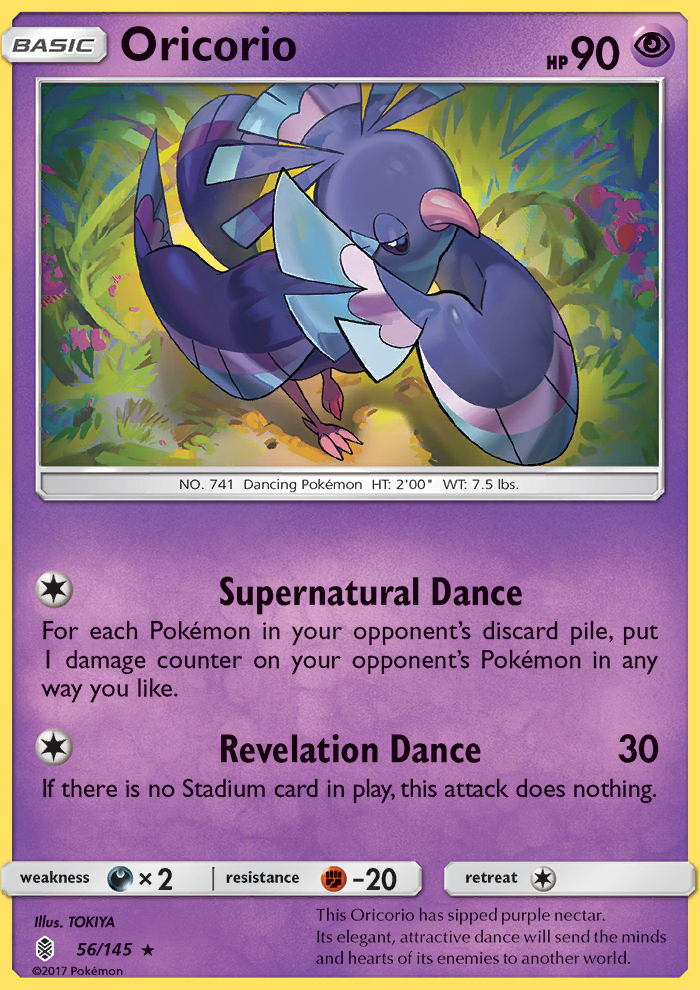 BASIC Oricorio HP 90
NO. 741 Dancing Pokémon HT: 2'00" WT: 7.5 lbs.
Supernatural Dance
For each Pokémon in your opponent's discard pile, put
1 damage counter on your opponent's Pokémon in any
way you like.
Revelation Dance 30
If there is no Stadium card in play, this attack does nothing.
weakness ×2 resistance -20 retreat
Illus. TOKIYA
56/145
©2017 Pokémon
This Oricorio has sipped purple nectar.
Its elegant, attractive dance will send the minds
and hearts of its enemies to another world.